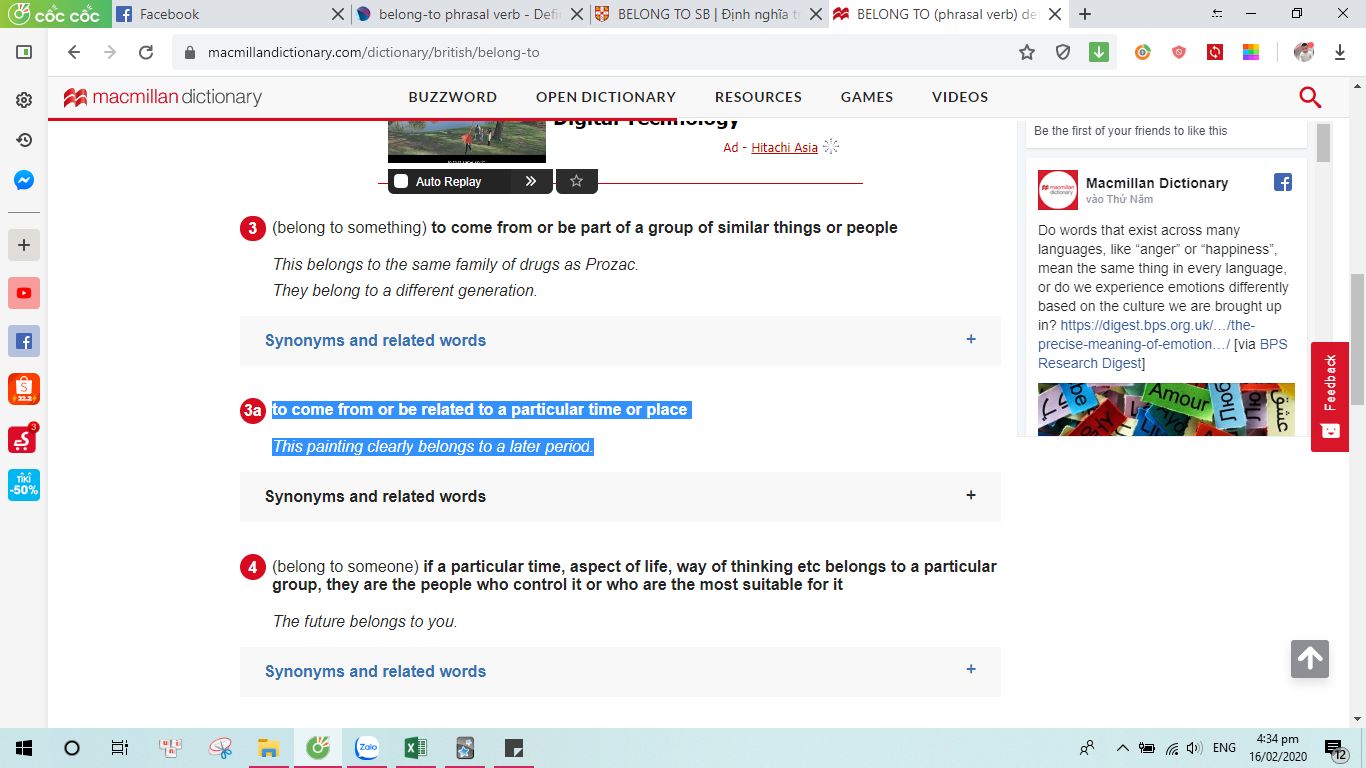 cốc cốc
Facebook
belong-to phrasal verb - Defin
BELONG TO SB | Định nghĩa tr
BELONG TO (phrasal verb) de
macmillandictionary.com/dictionary/british/belong-to
macmillan dictionary
BUZZWORD OPEN DICTIONARY RESOURCES GAMES VIDEOS
Digital Technology
Ad - Hitachi Asia
Auto Replay
Be the first of your friends to like this
macmillan dictionary
Macmillan Dictionary
vào Thứ Năm
Do words that exist across many
languages, like “anger” or “happiness”,
mean the same thing in every language,
or do we experience emotions differently
based on the culture we are brought up
in? https://digest.bps.org.uk/…/the-
precise-meaning-of-emotion…/ [via BPS
Research Digest]
Amour
عشق
Feedback
3 (belong to something) to come from or be part of a group of similar things or people
This belongs to the same family of drugs as Prozac.
They belong to a different generation.
Synonyms and related words +
3a to come from or be related to a particular time or place
This painting clearly belongs to a later period.
Synonyms and related words +
4 (belong to someone) if a particular time, aspect of life, way of thinking etc belongs to a particular
group, they are the people who control it or who are the most suitable for it
The future belongs to you.
Synonyms and related words +
S
2.2
3
TIKI
-50%
Zalo
ENG
4:34 pm
16/02/2020
12